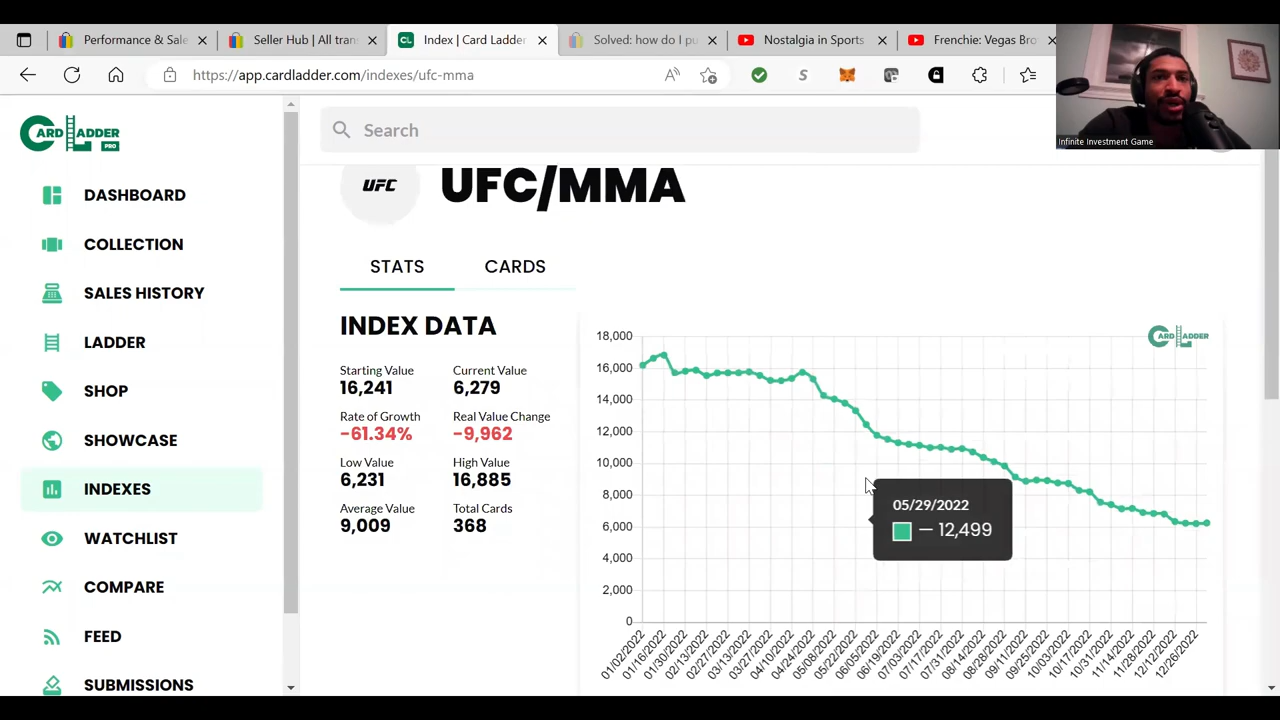 Performance & Sale
Seller Hub | All tran
Index | Card Ladder
Solved: how do I pu
Nostalgia in Sports
Frenchie: Vegas Bro
https://app.cardladder.com/indexes/ufc-mma
Infinite Investment Game
CARD LADDER
PRO
Search
DASHBOARD
COLLECTION
SALES HISTORY
LADDER
SHOP
SHOWCASE
INDEXES
WATCHLIST
COMPARE
FEED
SUBMISSIONS
UFC
UFC/MMA
STATS
CARDS
INDEX DATA
Starting Value
16,241
Current Value
6,279
Rate of Growth
-61.34%
Real Value Change
-9,962
Low Value
6,231
High Value
16,885
Average Value
9,009
Total Cards
368
CARD LADDER
18,000
16,000
14,000
12,000
10,000
8,000
6,000
4,000
2,000
0
05/29/2022
— 12,499
01/02/2022
01/16/2022
01/30/2022
02/13/2022
02/27/2022
03/13/2022
03/27/2022
04/10/2022
04/24/2022
05/08/2022
05/22/2022
06/05/2022
06/19/2022
07/03/2022
07/17/2022
07/31/2022
08/14/2022
08/28/2022
09/11/2022
09/25/2022
10/03/2022
10/17/2022
10/31/2022
11/14/2022
11/28/2022
12/12/2022
12/26/2022